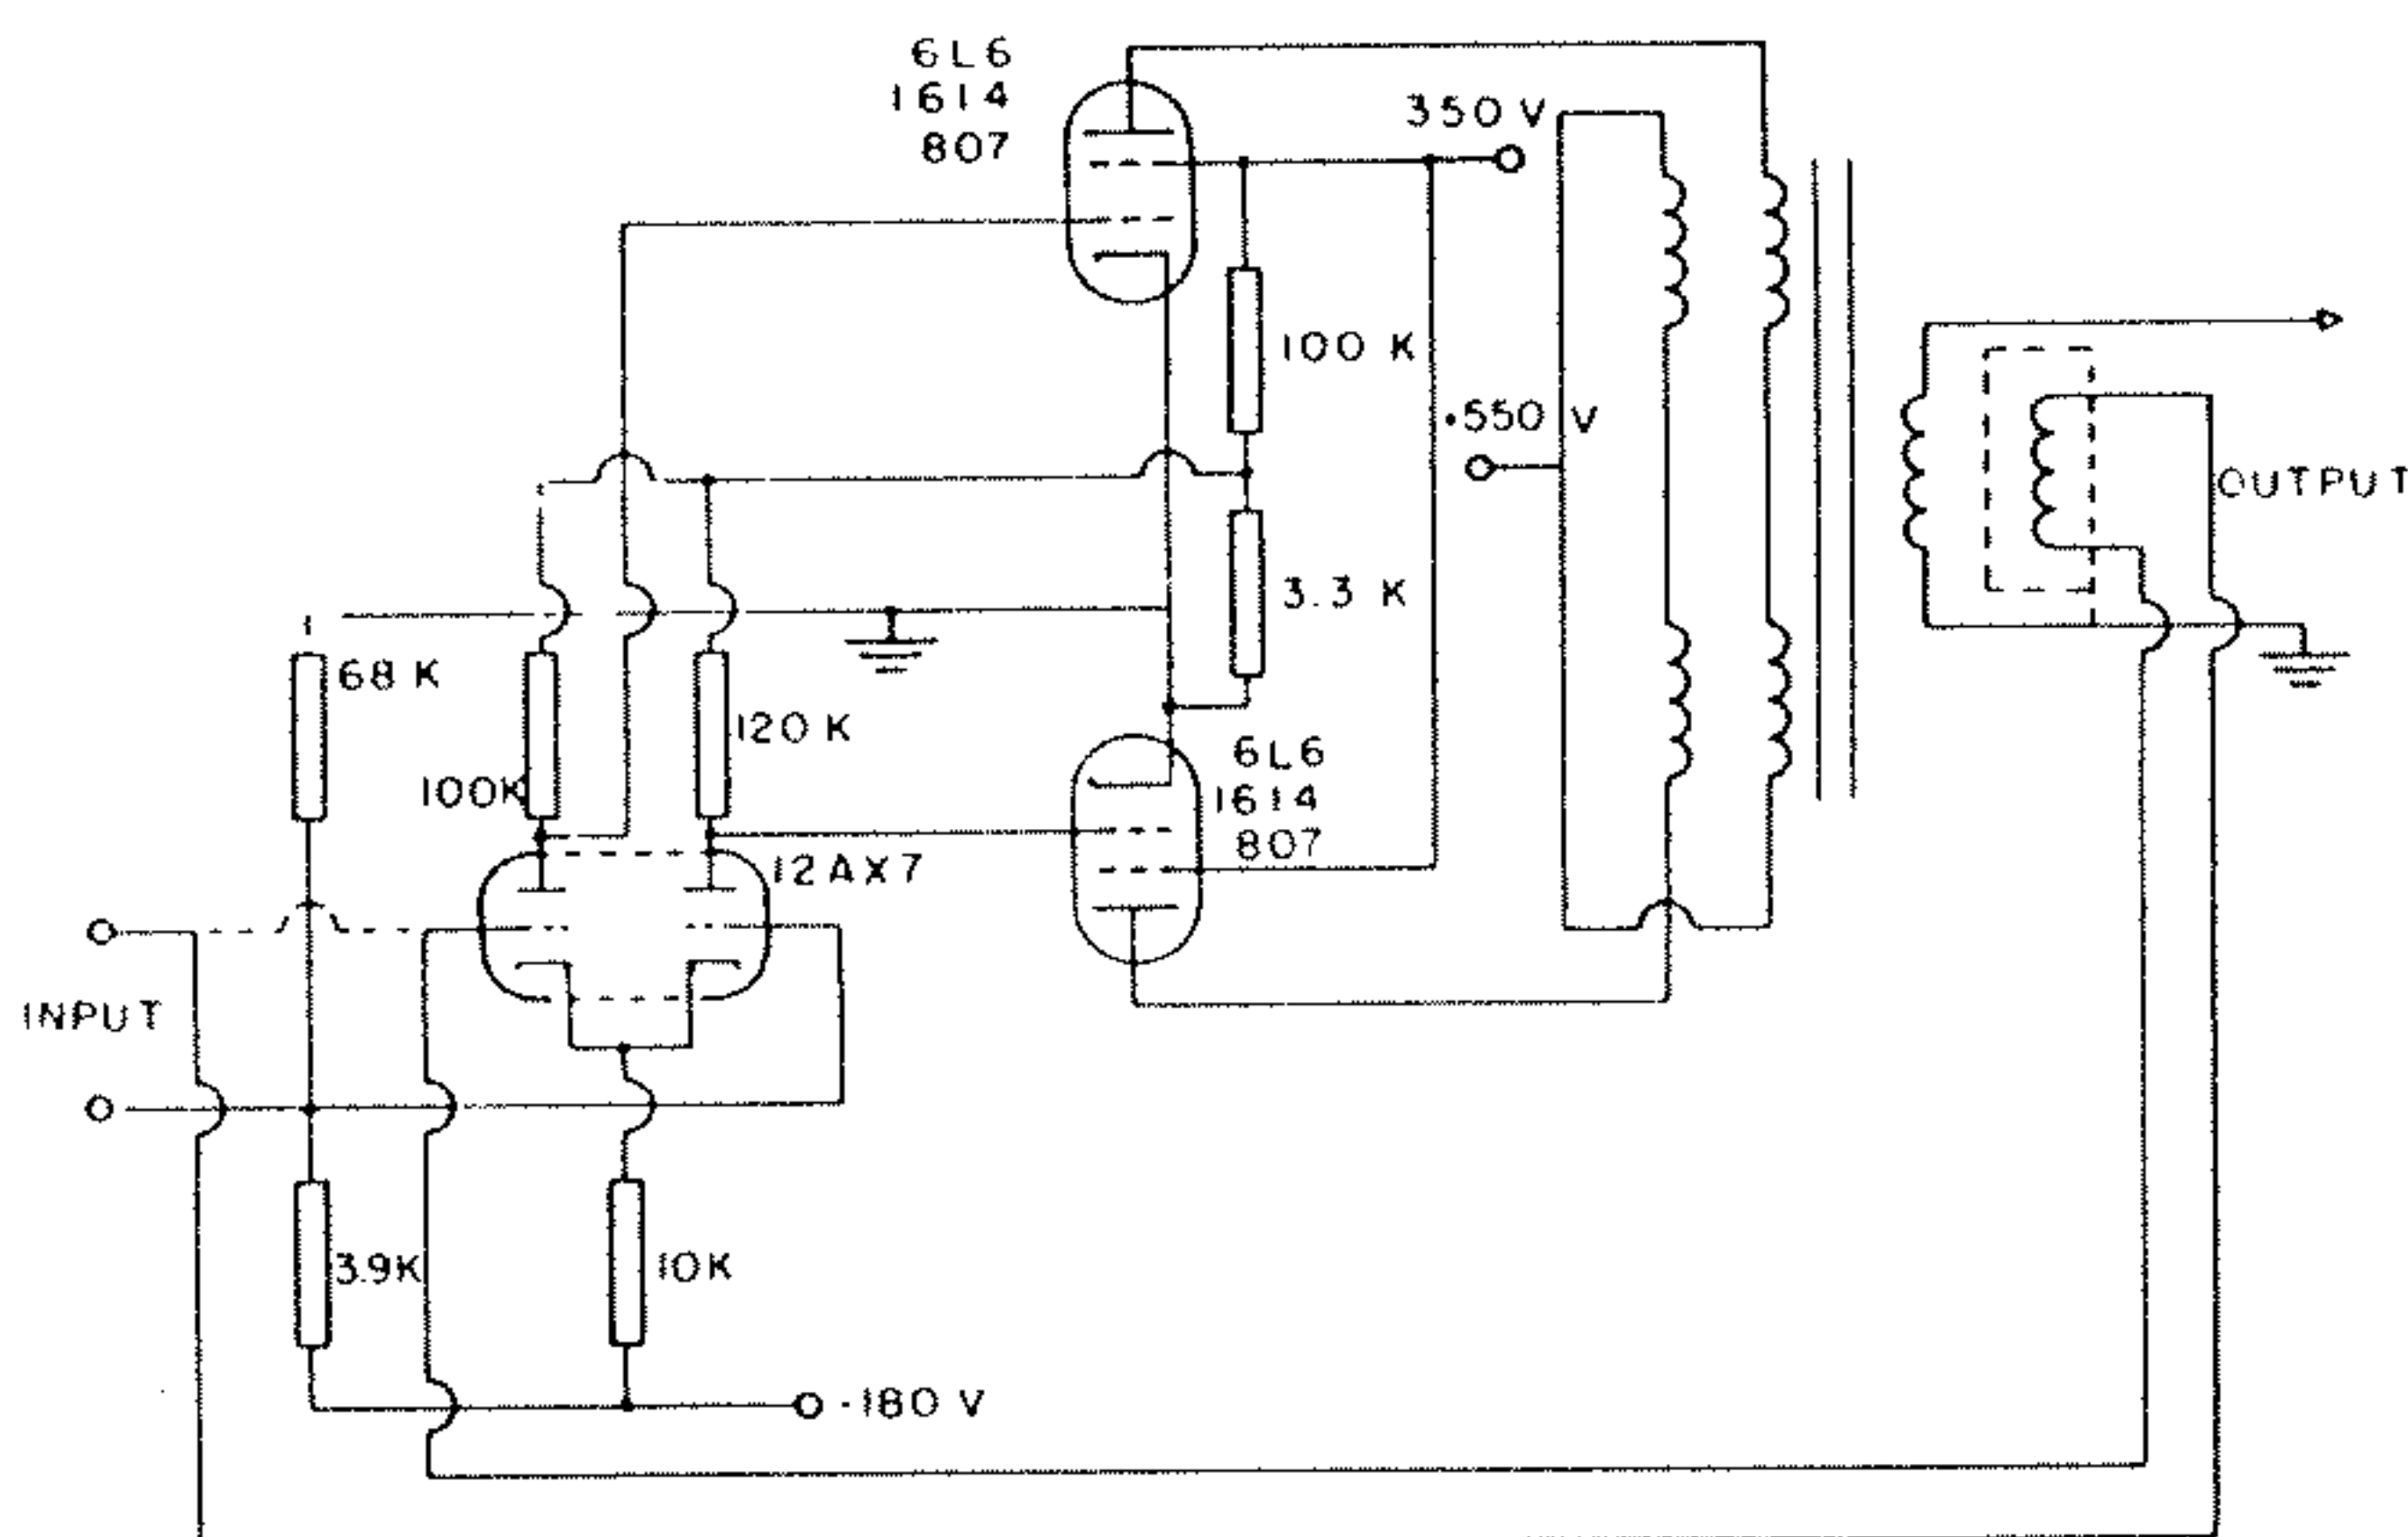 6L6
1614
807
350 V
100 K
.550 V
OUTPUT
3.3 K
68 K
120 K
100K
6L6
1614
807
12AX7
INPUT
3.9K
10K
-180 V